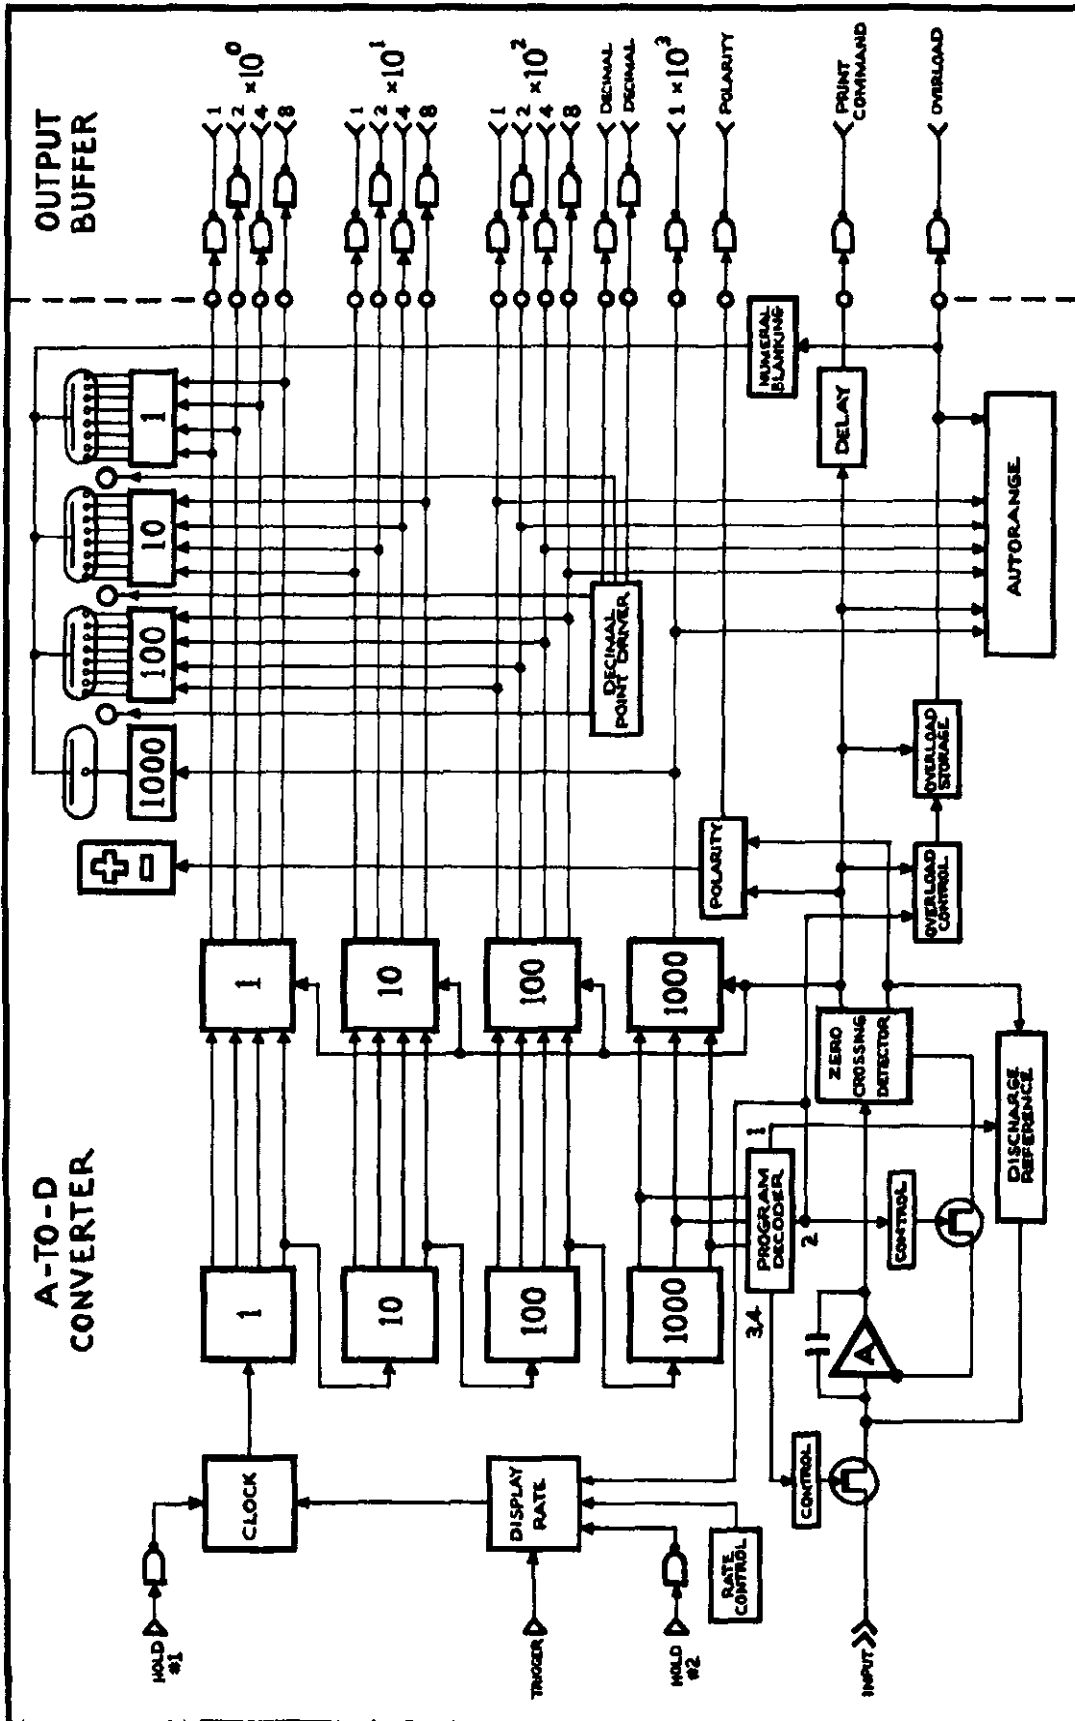 A-TO-D
CONVERTER
OUTPUT
BUFFER
HOLD
#1
CLOCK
1
1
1
1
2
4
8
×10⁰
10
10
10
1
2
4
8
×10¹
TRIGGER
DISPLAY
RATE
100
100
100
1
2
4
8
×10²
DECIMAL
DECIMAL
DECIMAL
POINT DRIVER
HOLD
#2
RATE
CONTROL
1000
1000
1000
1 ×10³
POLARITY
POLARITY
+
-
3,4
PROGRAM
DECODER
1
2
NUMERAL
BLANKING
CONTROL
CONTROL
ZERO
CROSSING
DETECTOR
DELAY
PRINT
COMMAND
INPUT
A
OVERLOAD
CONTROL
OVERLOAD
STORAGE
OVERLOAD
DISCHARGE
REFERENCE
AUTORANGE